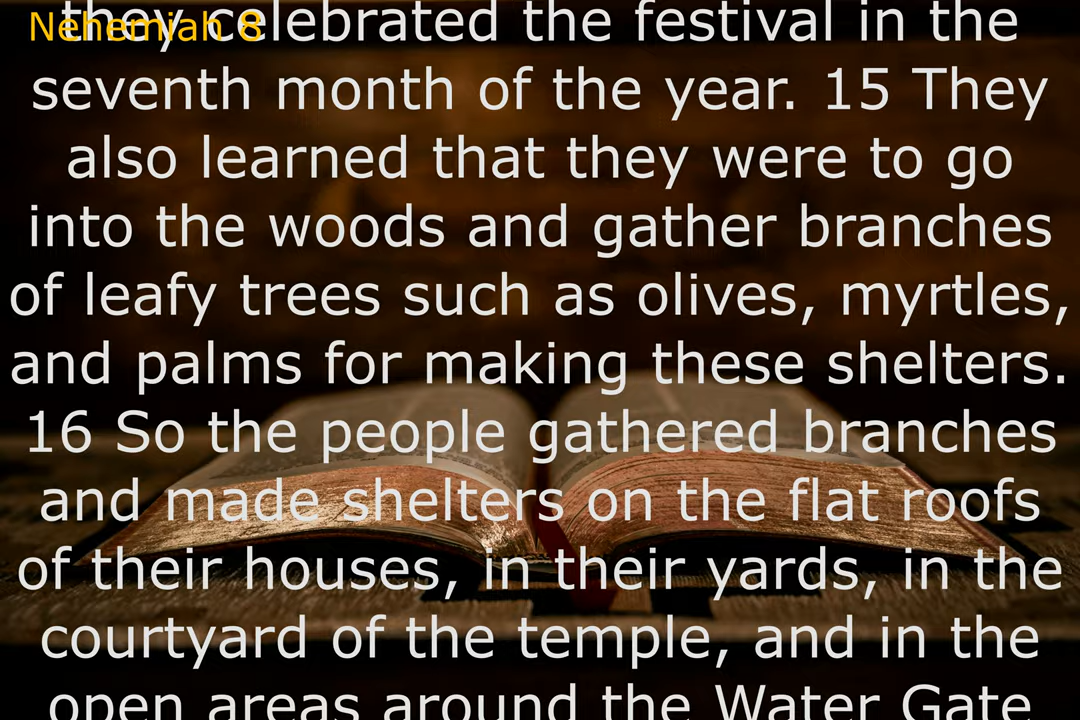 Nehemiah 8
they celebrated the festival in the
seventh month of the year. 15 They
also learned that they were to go
into the woods and gather branches
of leafy trees such as olives, myrtles,
and palms for making these shelters.
16 So the people gathered branches
and made shelters on the flat roofs
of their houses, in their yards, in the
courtyard of the temple, and in the
open areas around the Water Gate